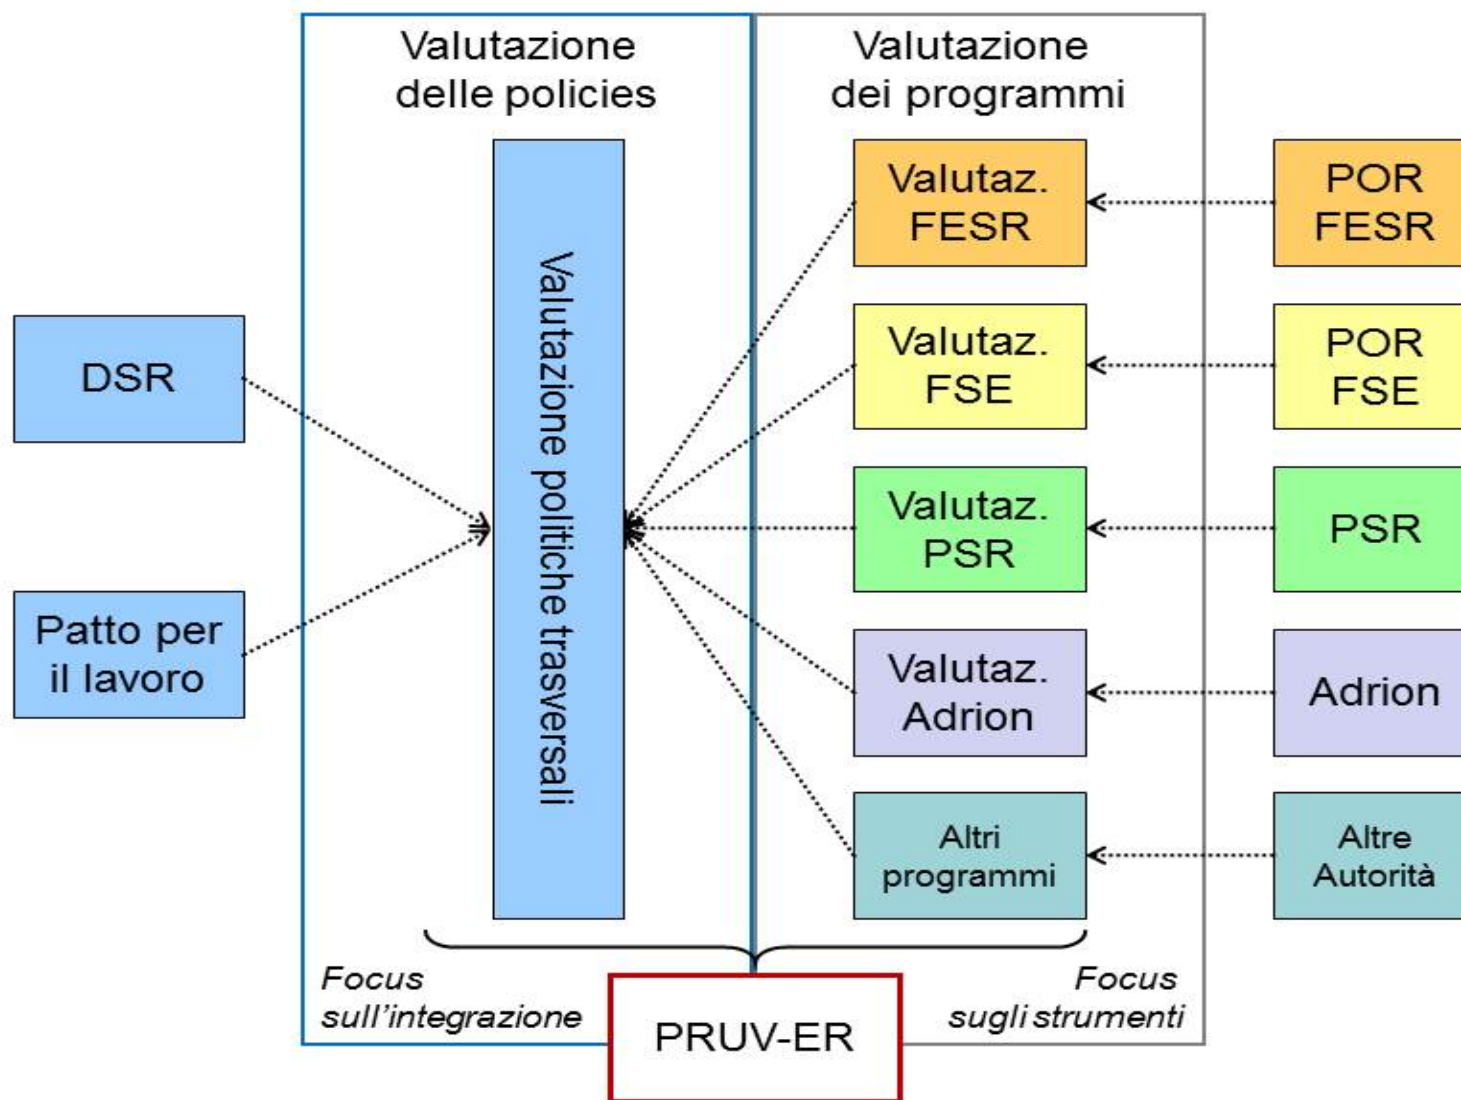 Valutazione
delle policies
Valutazione
dei programmi
DSR
Patto per
il lavoro
Valutazione politiche trasversali
Valutaz.
FESR
POR
FESR
Valutaz.
FSE
POR
FSE
Valutaz.
PSR
PSR
Valutaz.
Adrion
Adrion
Altri
programmi
Altre
Autorità
Focus
sull'integrazione
Focus
sugli strumenti
PRUV-ER